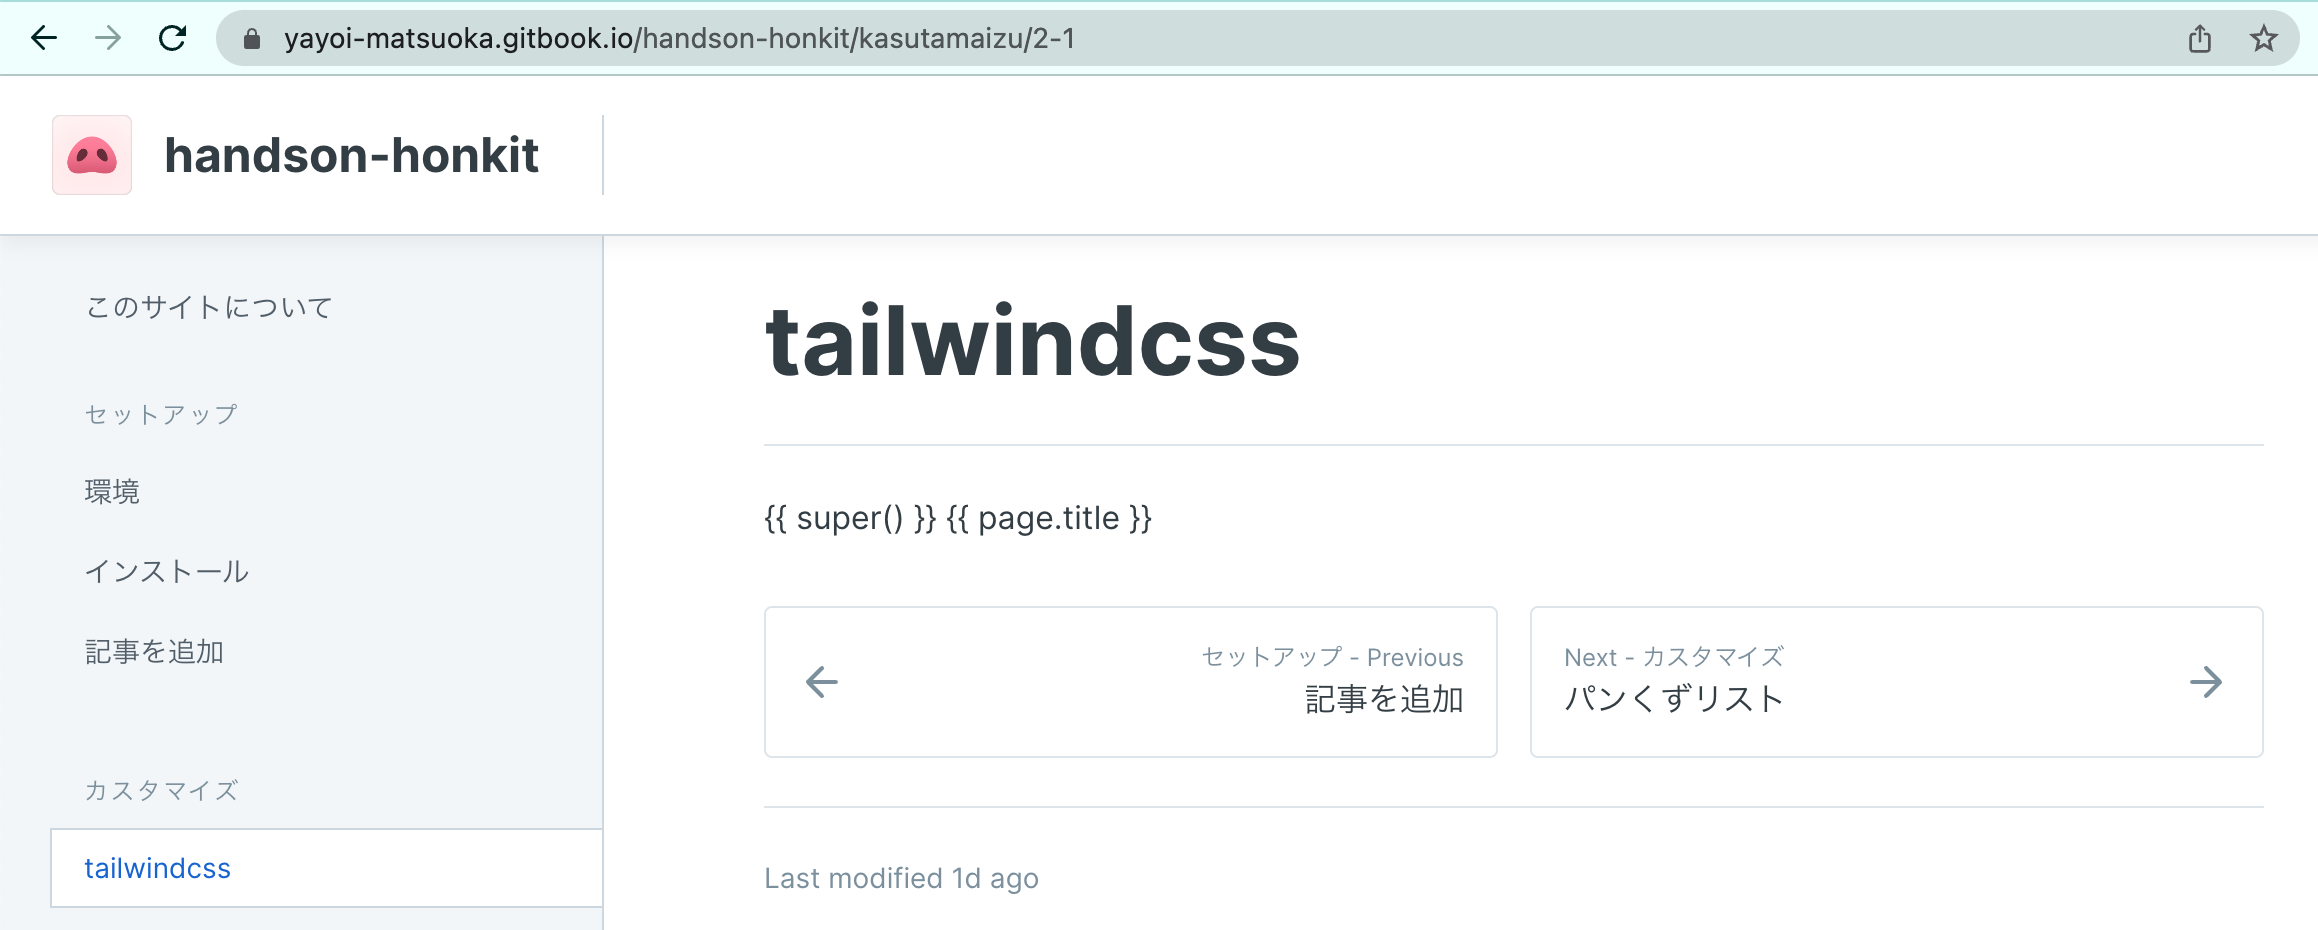 yayoi-matsuoka.gitbook.io/handson-honkit/kasutamaizu/2-1
handson-honkit
このサイトについて
セットアップ
環境
インストール
記事を追加
カスタマイズ
tailwindcss
tailwindcss
{{ super() }} {{ page.title }}
セットアップ - Previous
記事を追加
Next - カスタマイズ
パンくずリスト
Last modified 1d ago